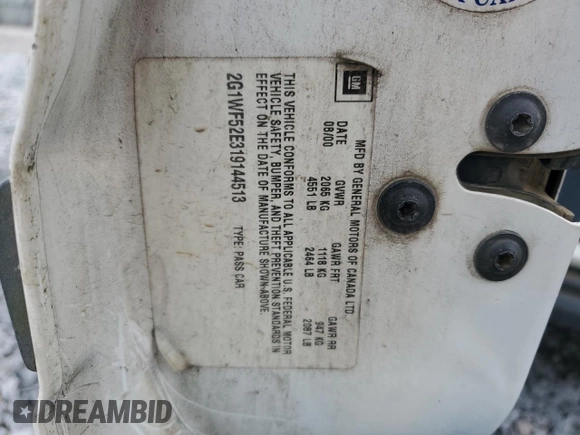 GM
MFD BY GENERAL MOTORS OF CANADA LTD
DATE GVWR GAWR FRT GAWR RR
08/00 2065 KG 1118 KG 947 KG
4551 LB 2464 LB 2087 LB
THIS VEHICLE CONFORMS TO ALL APPLICABLE U.S. FEDERAL MOTOR
VEHICLE SAFETY, BUMPER, AND THEFT PREVENTION STANDARDS IN
EFFECT ON THE DATE OF MANUFACTURE SHOWN ABOVE.
2G1WF52E319144513 TYPE: PASS CAR
DREAMBID